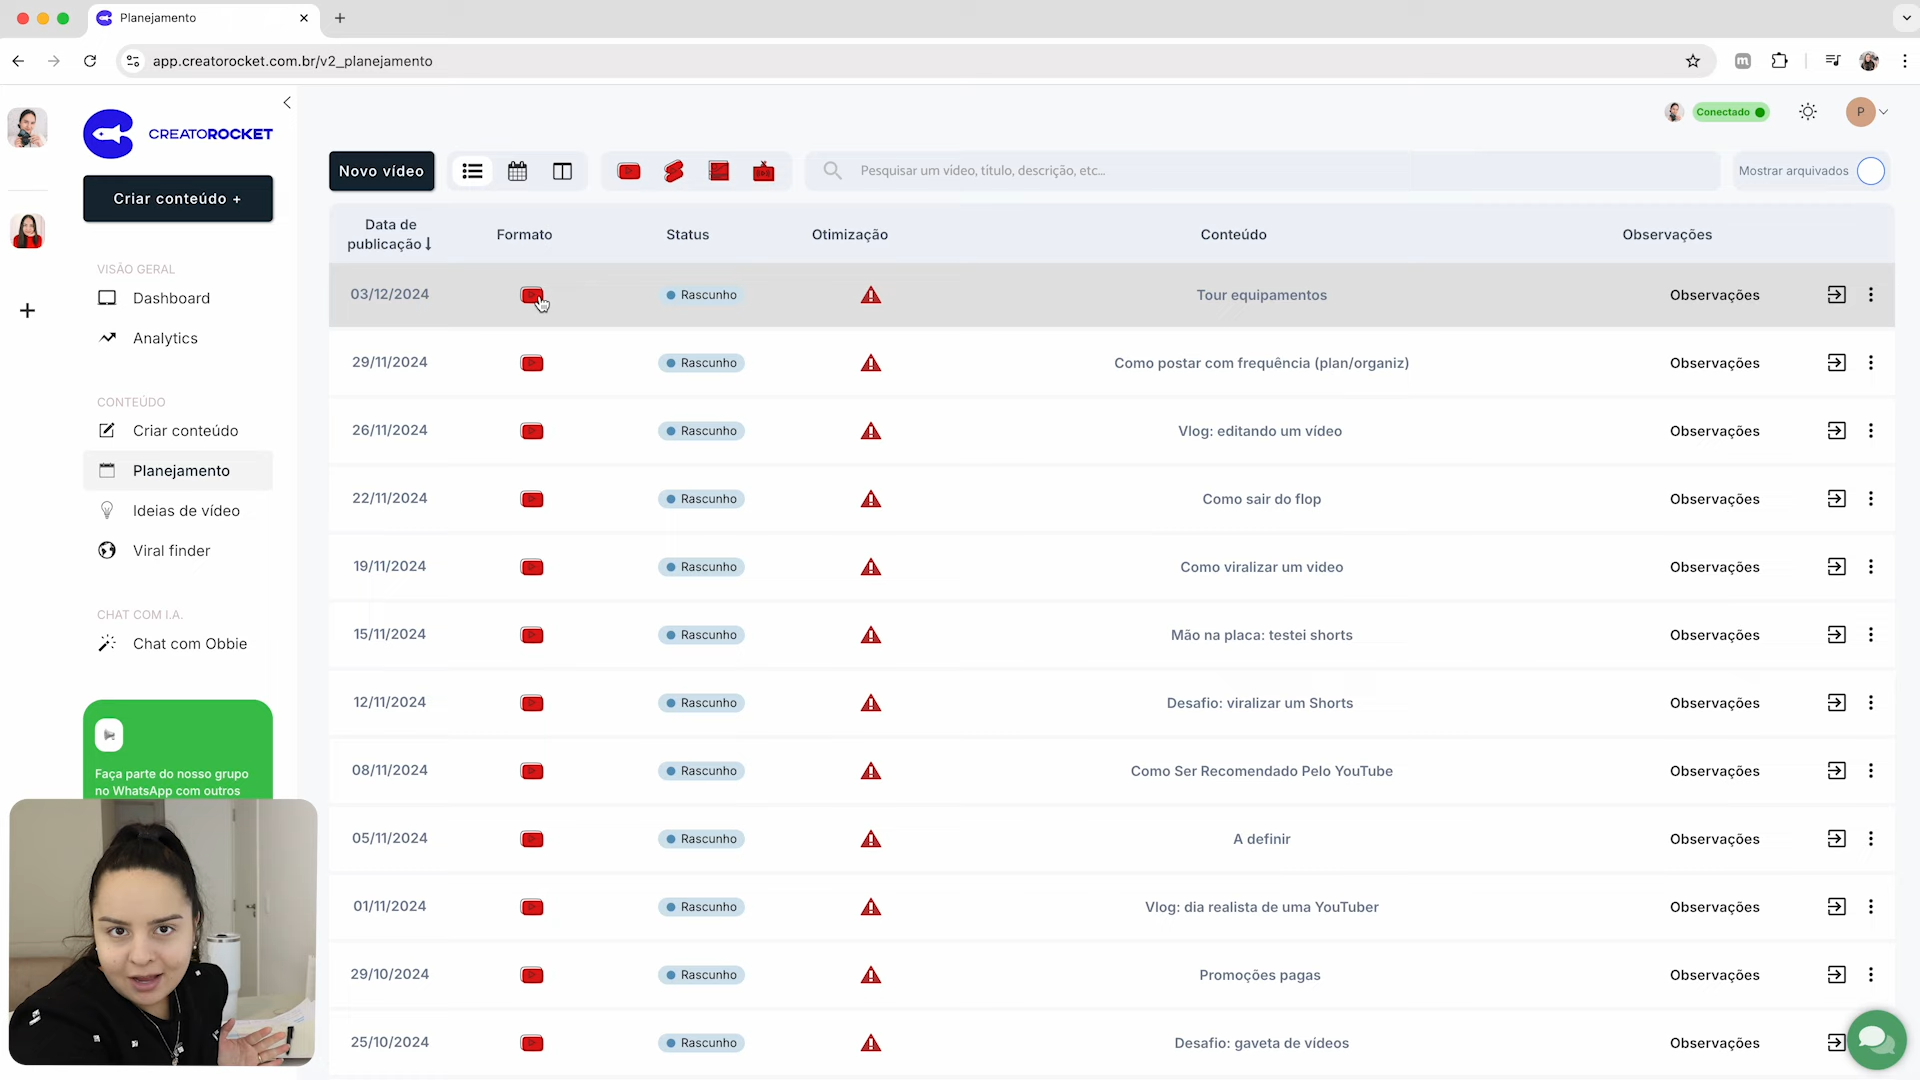 Planejamento
app.creatorocket.com.br/v2_planejamento
CREATOROCKET
Criar conteúdo +
VISÃO GERAL
Dashboard
Analytics
CONTEÚDO
Criar conteúdo
Planejamento
Ideias de vídeo
Viral finder
CHAT COM I.A.
Chat com Obbie
Faça parte do nosso grupo
no WhatsApp com outros
Conectado
P
Novo vídeo
Pesquisar um vídeo, título, descrição, etc...
Mostrar arquivados
Data de
publicação
Formato
Status
Otimização
Conteúdo
Observações
03/12/2024 Rascunho Tour equipamentos Observações
29/11/2024 Rascunho Como postar com frequência (plan/organiz) Observações
26/11/2024 Rascunho Vlog: editando um vídeo Observações
22/11/2024 Rascunho Como sair do flop Observações
19/11/2024 Rascunho Como viralizar um video Observações
15/11/2024 Rascunho Mão na placa: testei shorts Observações
12/11/2024 Rascunho Desafio: viralizar um Shorts Observações
08/11/2024 Rascunho Como Ser Recomendado Pelo YouTube Observações
05/11/2024 Rascunho A definir Observações
01/11/2024 Rascunho Vlog: dia realista de uma YouTuber Observações
29/10/2024 Rascunho Promoções pagas Observações
25/10/2024 Rascunho Desafio: gaveta de vídeos Observações